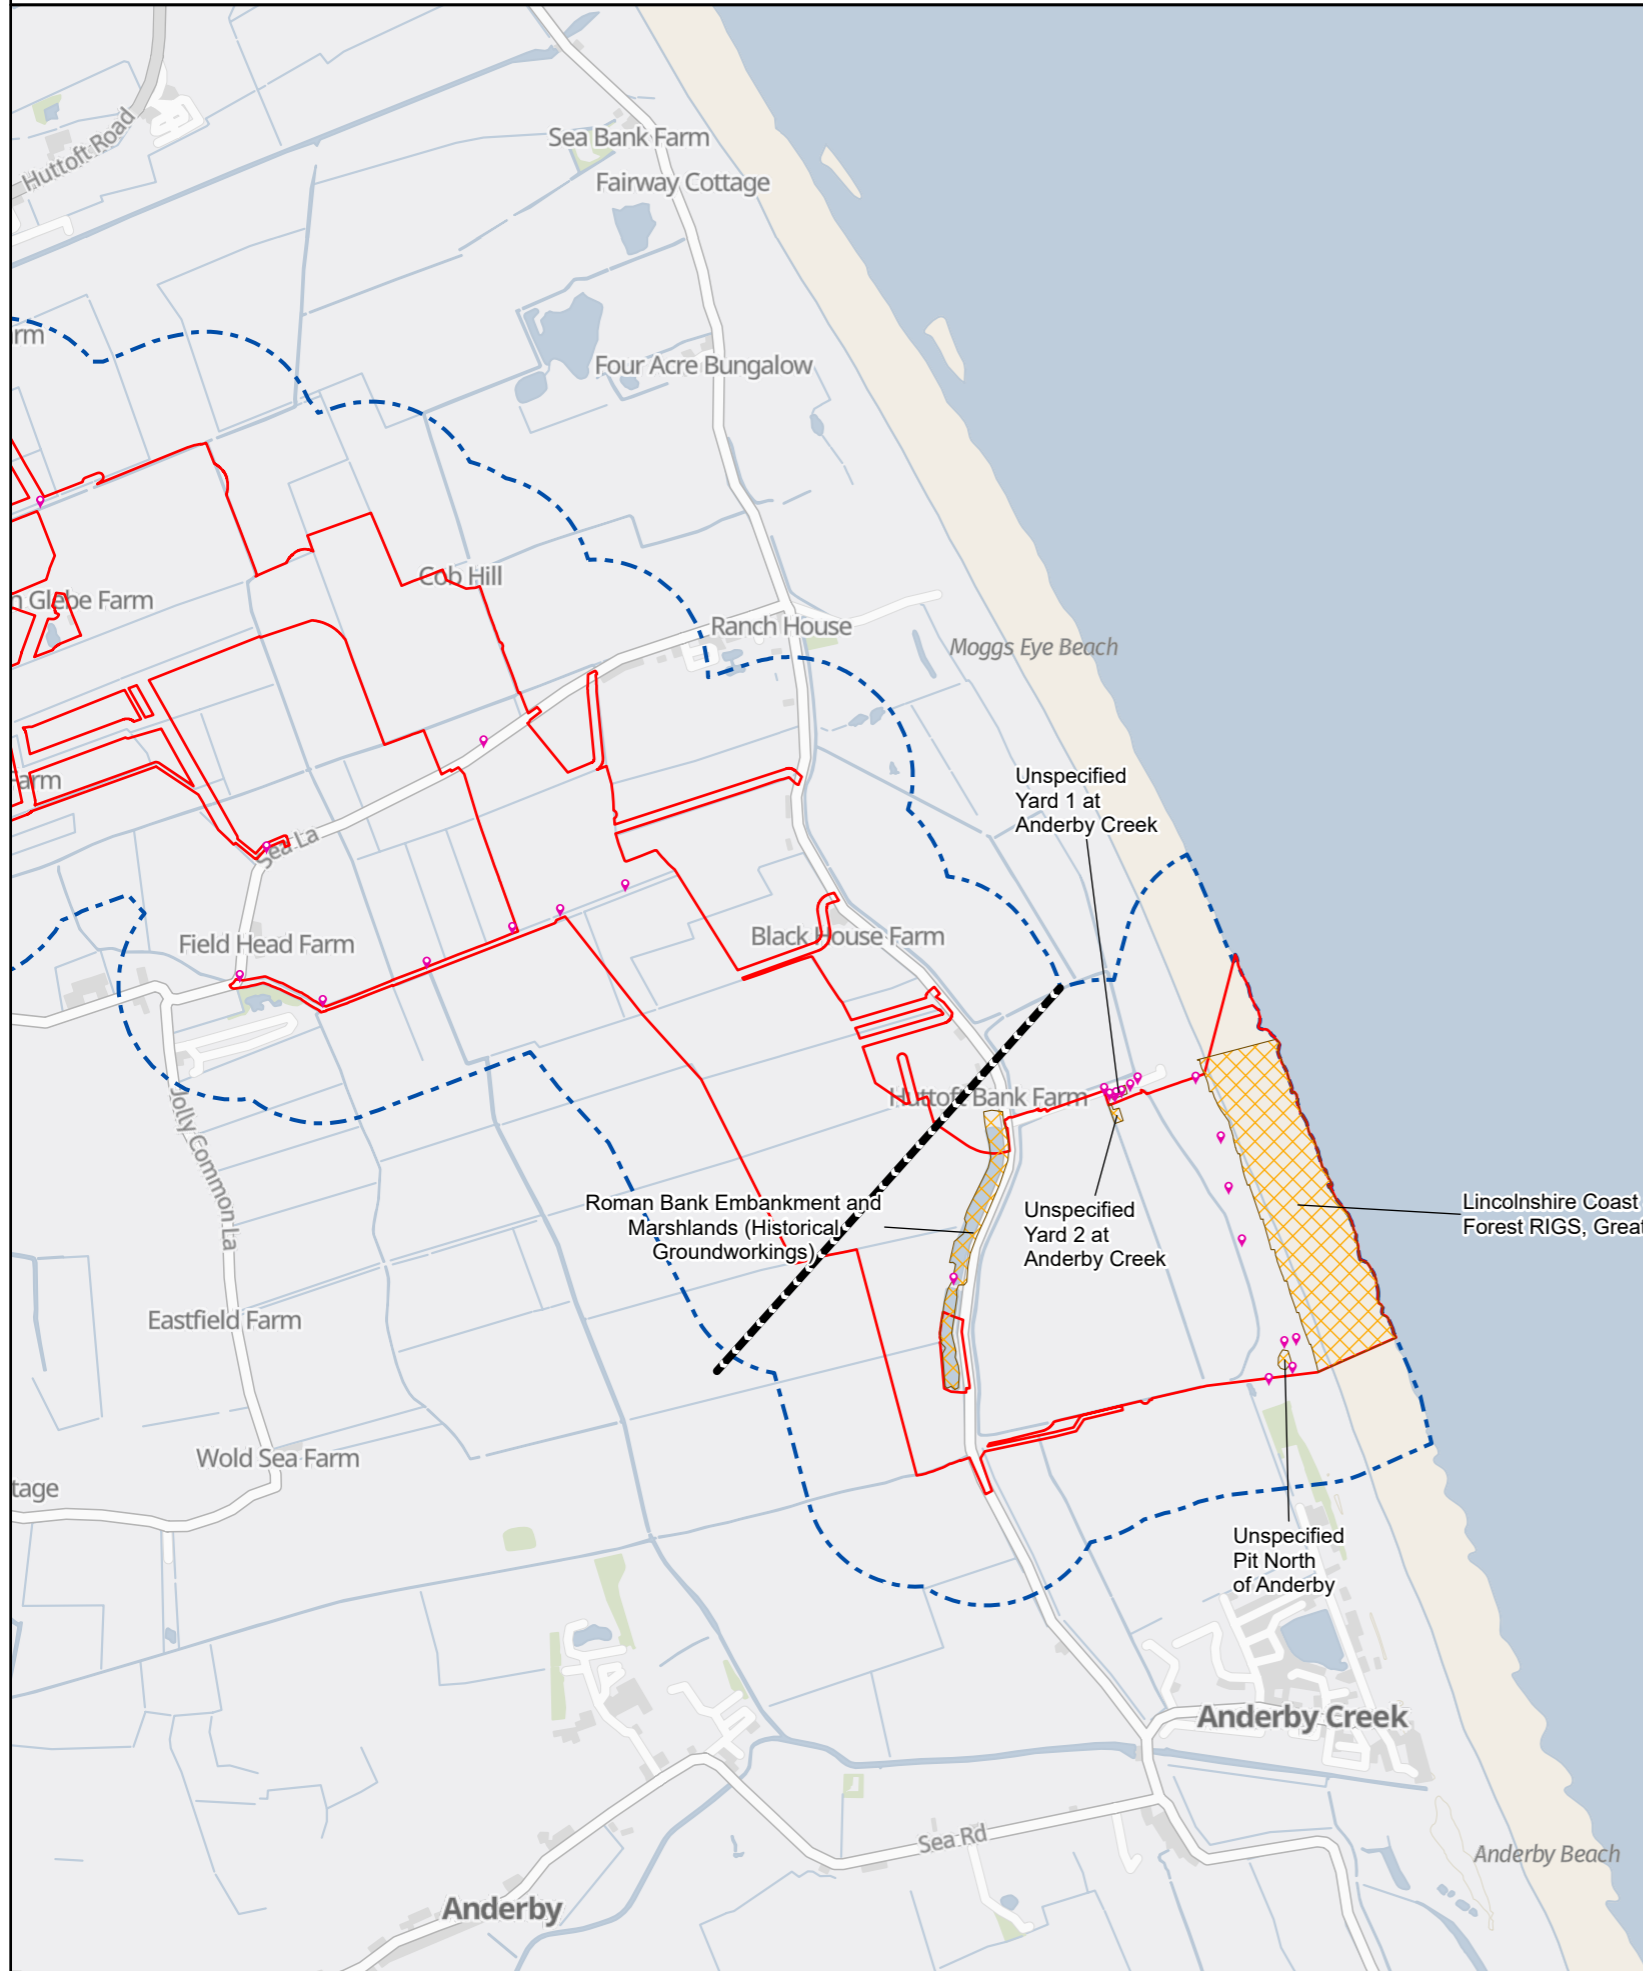 Huttoft Road
Sea Bank Farm
Fairway Cottage
rm
Four Acre Bungalow
Cob Hill
Glebe Farm
Ranch House
Moggs Eye Beach
Farm
Unspecified
Yard 1 at
Anderby Creek
Sea La
Field Head Farm
Black House Farm
Huttoft Bank Farm
Jolly Common La
Roman Bank Embankment and
Marshlands (Historical
Groundworkings)
Unspecified
Yard 2 at
Anderby Creek
Lincolnshire Coast
Forest RIGS, Great
Eastfield Farm
Wold Sea Farm
tage
Unspecified
Pit North
of Anderby
Anderby Creek
Sea Rd
Anderby Beach
Anderby